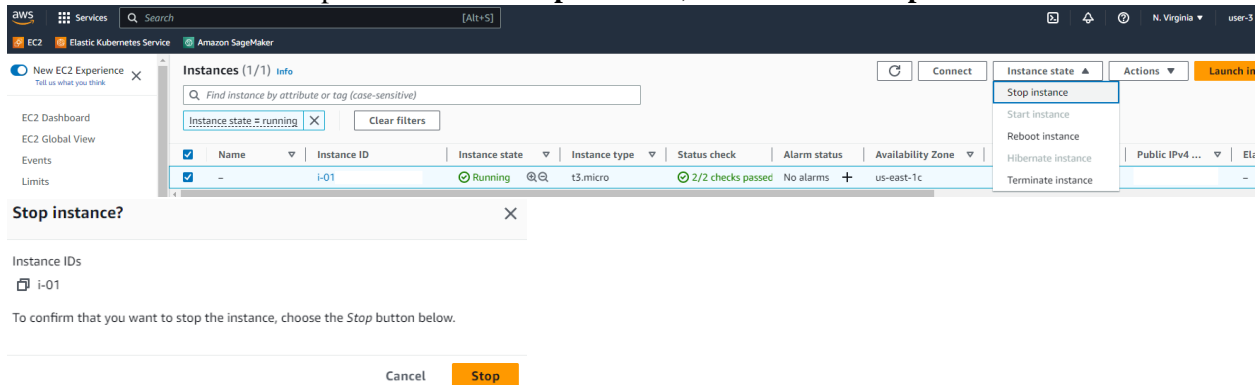 aws Services Search [Alt+S] N. Virginia ▼ user-3
EC2 Elastic Kubernetes Service Amazon SageMaker
New EC2 Experience
Tell us what you think
EC2 Dashboard
EC2 Global View
Events
Limits
Instances (1/1) Info
Connect Instance state ▲ Actions ▼ Launch in
Find instance by attribute or tag (case-sensitive)
Instance state = running Clear filters
Stop instance
Start instance
Reboot instance
Hibernate instance
Terminate instance
Name Instance ID Instance state Instance type Status check Alarm status Availability Zone Public IPv4 ... Ela
– i-01 Running t3.micro 2/2 checks passed No alarms + us-east-1c –
Stop instance?
Instance IDs
i-01
To confirm that you want to stop the instance, choose the Stop button below.
Cancel Stop